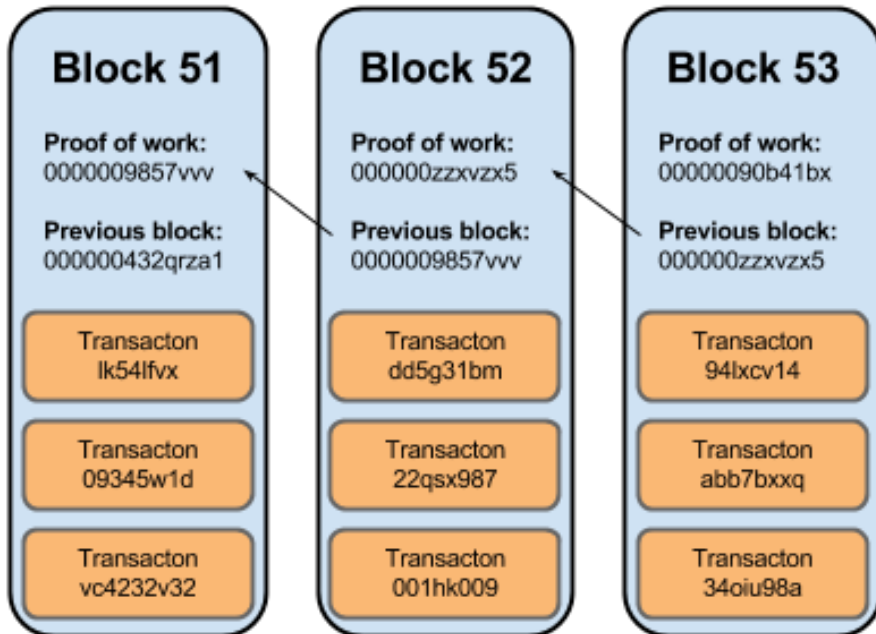 Block 51
Proof of work:
0000009857vvv
Previous block:
000000432qrza1
Transacton
lk54lfvx
Transacton
09345w1d
Transacton
vc4232v32
Block 52
Proof of work:
000000zzxvzx5
Previous block:
0000009857vvv
Transacton
dd5g31bm
Transacton
22qsx987
Transacton
001hk009
Block 53
Proof of work:
00000090b41bx
Previous block:
000000zzxvzx5
Transacton
94lxcv14
Transacton
abb7bxxq
Transacton
34oiu98a